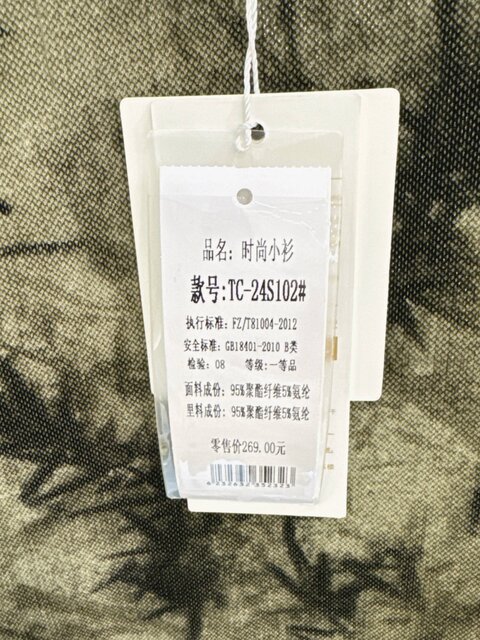 品名: 时尚小衫
款号:TC-24S102#
执行标准: FZ/T81004-2012
安全标准: GB18401-2010 B类
检验: 08 等级:一等品
面料成份: 95%聚酯纤维5%氨纶
里料成份: 95%聚酯纤维5%氨纶
零售价269.00元
6232632352323